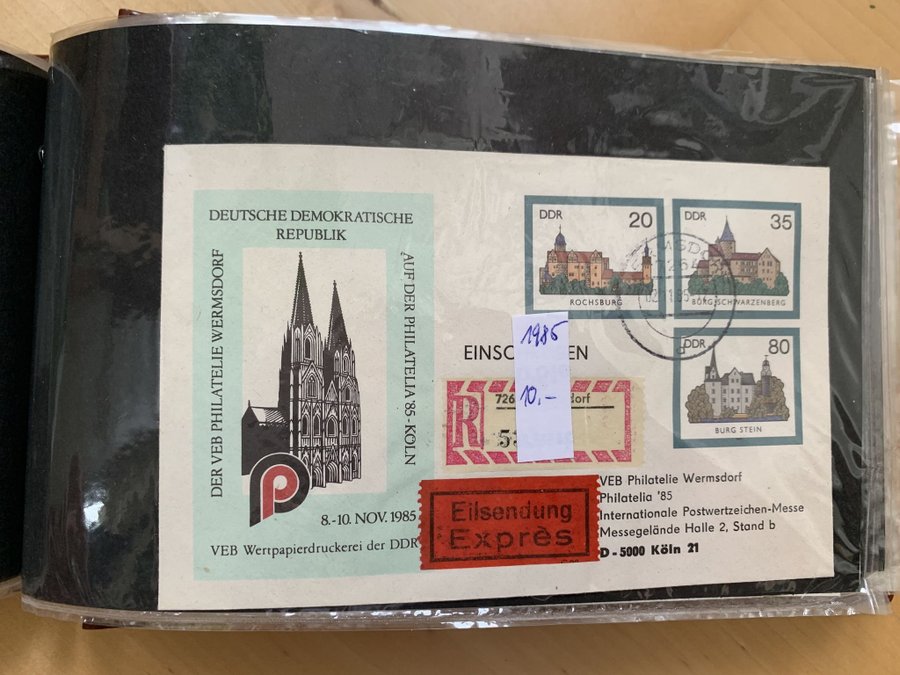 DEUTSCHE DEMOKRATISCHE
REPUBLIK
DER VEB PHILATELIE WERMSDORF
AUF DER PHILATELIA '85 · KÖLN
P
8.-10. NOV. 1985
VEB Wertpapierdruckerei der DDR
DDR 20
ROCHSBURG
DDR 35
BURG SCHWARZENBERG
DDR 80
BURG STEIN
1985
10,-
R
Eilsendung
Exprès
VEB Philatelie Wermsdorf
Philatelia '85
Internationale Postwertzeichen-Messe
Messegelände Halle 2, Stand b
D-5000 Köln 21